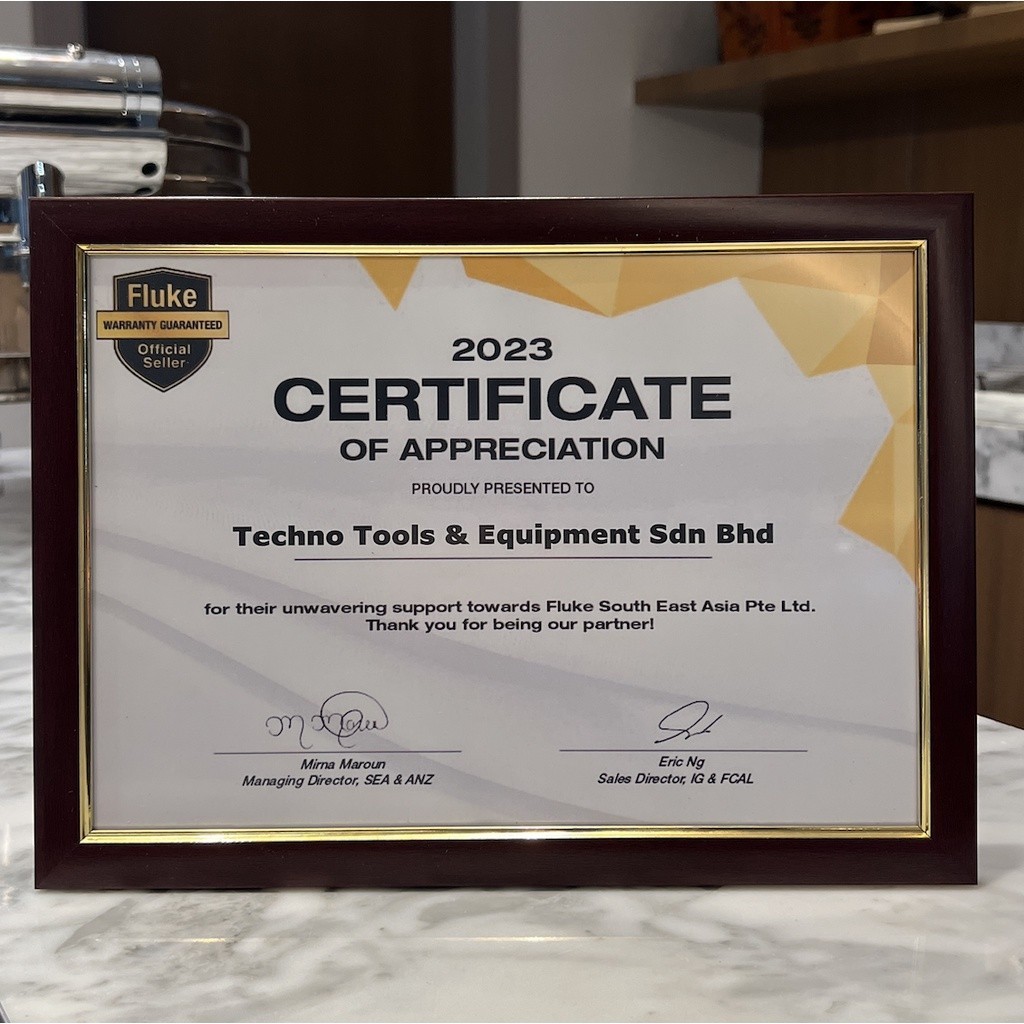 Fluke
WARRANTY GUARANTEED
Official
Seller
2023
CERTIFICATE
OF APPRECIATION
PROUDLY PRESENTED TO
Techno Tools & Equipment Sdn Bhd
for their unwavering support towards Fluke South East Asia Pte Ltd.
Thank you for being our partner!
Mirna Maroun
Managing Director, SEA & ANZ
Eric Ng
Sales Director, IG & FCAL